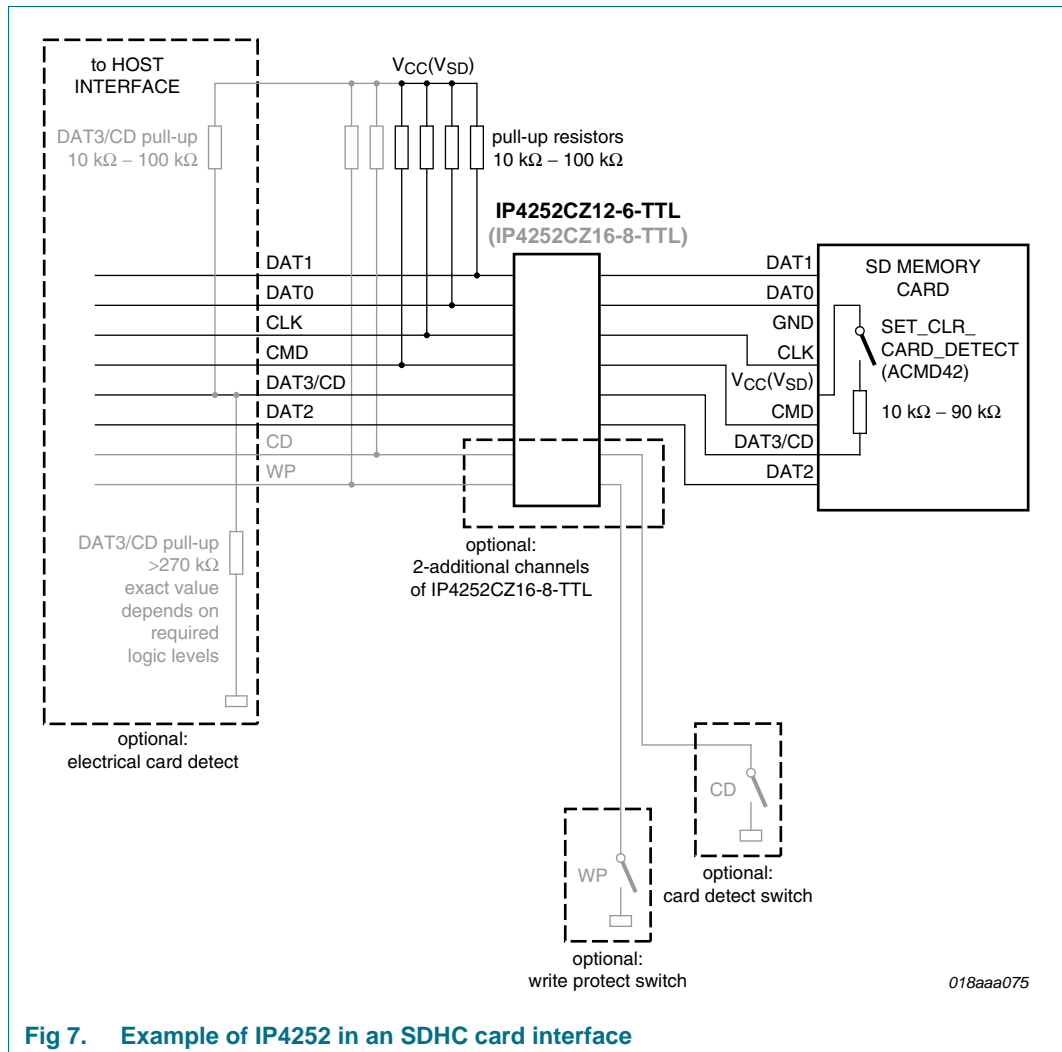 to HOST
INTERFACE
VCC(VSD)
DAT3/CD pull-up
10 kΩ − 100 kΩ
pull-up resistors
10 kΩ − 100 kΩ
IP4252CZ12-6-TTL
(IP4252CZ16-8-TTL)
DAT1
DAT0
CLK
CMD
DAT3/CD
DAT2
CD
WP
DAT1
DAT0
GND
CLK
VCC(VSD)
CMD
DAT3/CD
DAT2
SD MEMORY
CARD
SET_CLR_
CARD_DETECT
(ACMD42)
10 kΩ − 90 kΩ
DAT3/CD pull-up
>270 kΩ
exact value
depends on
required
logic levels
optional:
2-additional channels
of IP4252CZ16-8-TTL
optional:
electrical card detect
CD
optional:
card detect switch
WP
optional:
write protect switch
018aaa075
Fig 7. Example of IP4252 in an SDHC card interface